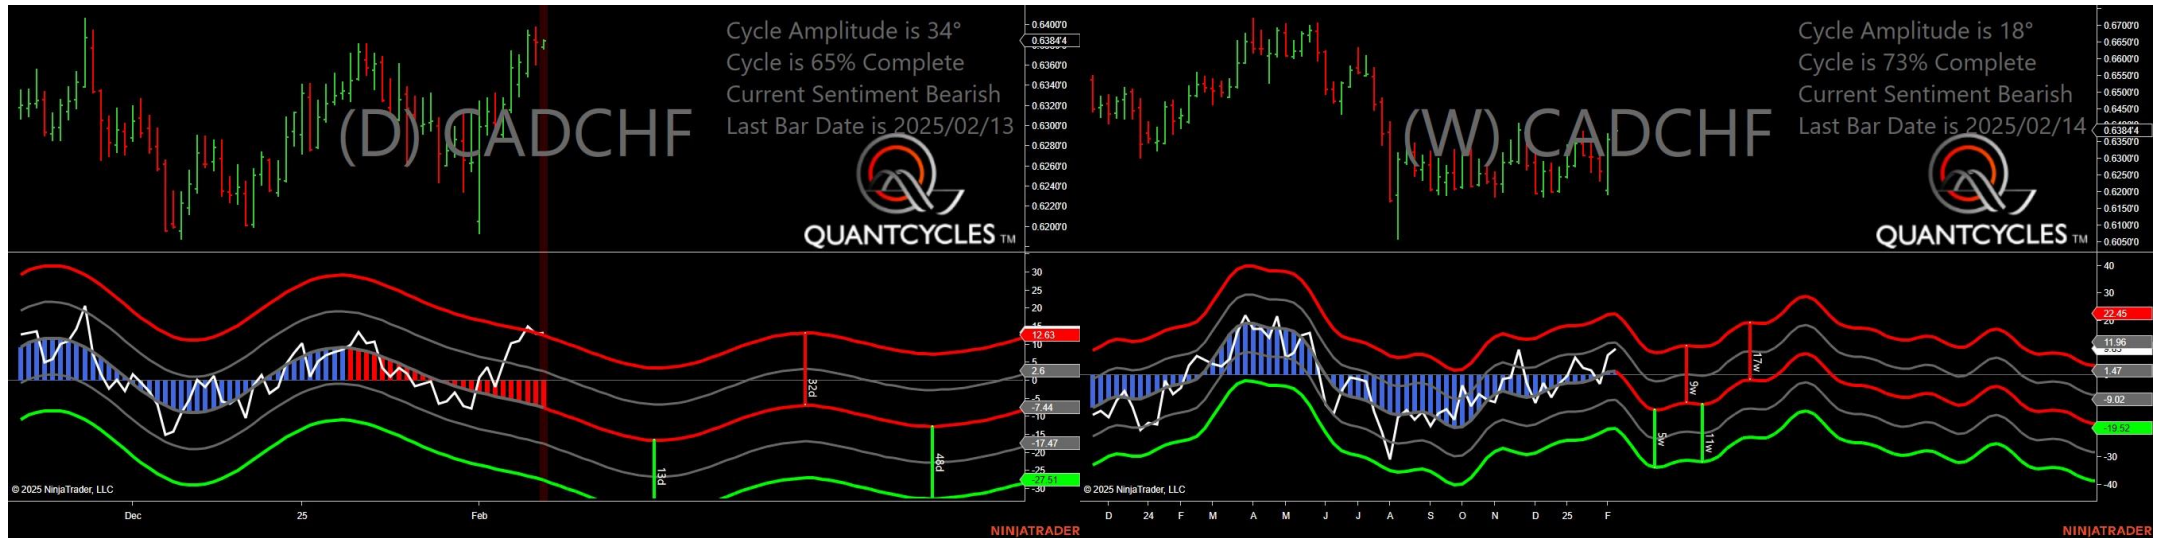 Cycle Amplitude is 34°
Cycle is 65% Complete
Current Sentiment Bearish
Last Bar Date is 2025/02/13
(D) CADCHF
QUANTCYCLES TM
0.6400'0
0.6384'4
0.6360'0
0.6320'0
0.6300'0
0.6280'0
0.6260'0
0.6240'0
0.6220'0
0.6200'0
30
25
20
15
12.63
10
5
2.6
0
-5
-7.44
-10
-15
-17.47
-20
-25
-27.51
-30
32d
13d
48d
© 2025 NinjaTrader, LLC
Dec
25
Feb
NINJATRADER
Cycle Amplitude is 18°
Cycle is 73% Complete
Current Sentiment Bearish
Last Bar Date is 2025/02/14
(W) CADCHF
QUANTCYCLES TM
0.6700'0
0.6650'0
0.6600'0
0.6550'0
0.6500'0
0.6450'0
0.6384'4
0.6350'0
0.6300'0
0.6250'0
0.6200'0
0.6150'0
0.6100'0
0.6050'0
40
30
22.45
20
11.96
1.47
-9.02
-19.52
-30
-40
9w
17w
5w
11w
© 2025 NinjaTrader, LLC
D
24
F
M
A
M
J
J
A
S
O
N
D
25
F
NINJATRADER